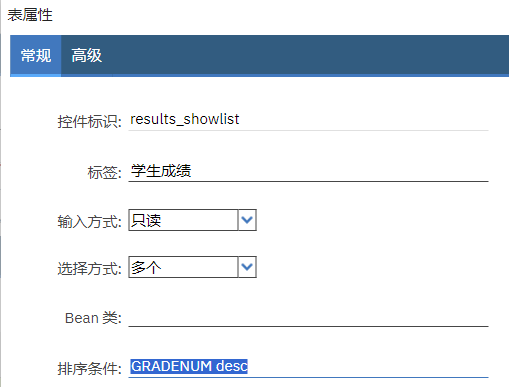 表属性
常规 高级
控件标识: results_showlist
标签: 学生成绩
输入方式: 只读
选择方式: 多个
Bean 类:
排序条件: GRADENUM desc